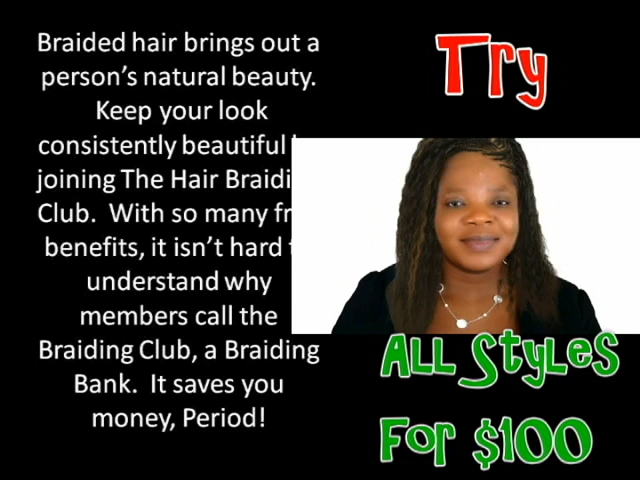 Braided hair brings out a
person's natural beauty.
Keep your look
consistently beautiful
joining The Hair
Club. With so many
benefits, it isn't hard
understand why
members call the
Braiding Club, a Braiding
Bank. It saves you
money, Period!
Try
ALL StyLeS
For $100